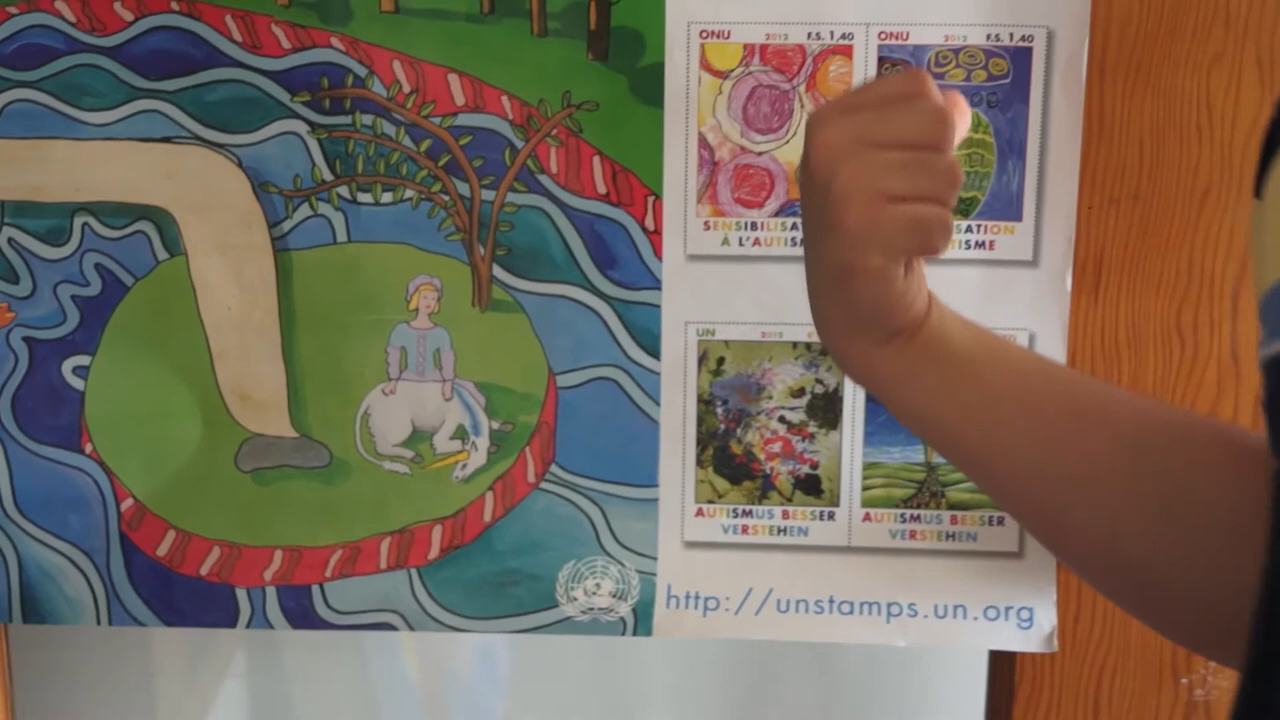 ONU 2012 F.S. 1,40
ONU 2012 F.S. 1,40
SENSIBILISA
À L'AUTISM
SATION
TISME
UN 2012
AUTISMUS BESSER
VERSTEHEN
AUTISMUS BESSER
VERSTEHEN
http://unstamps.un.org